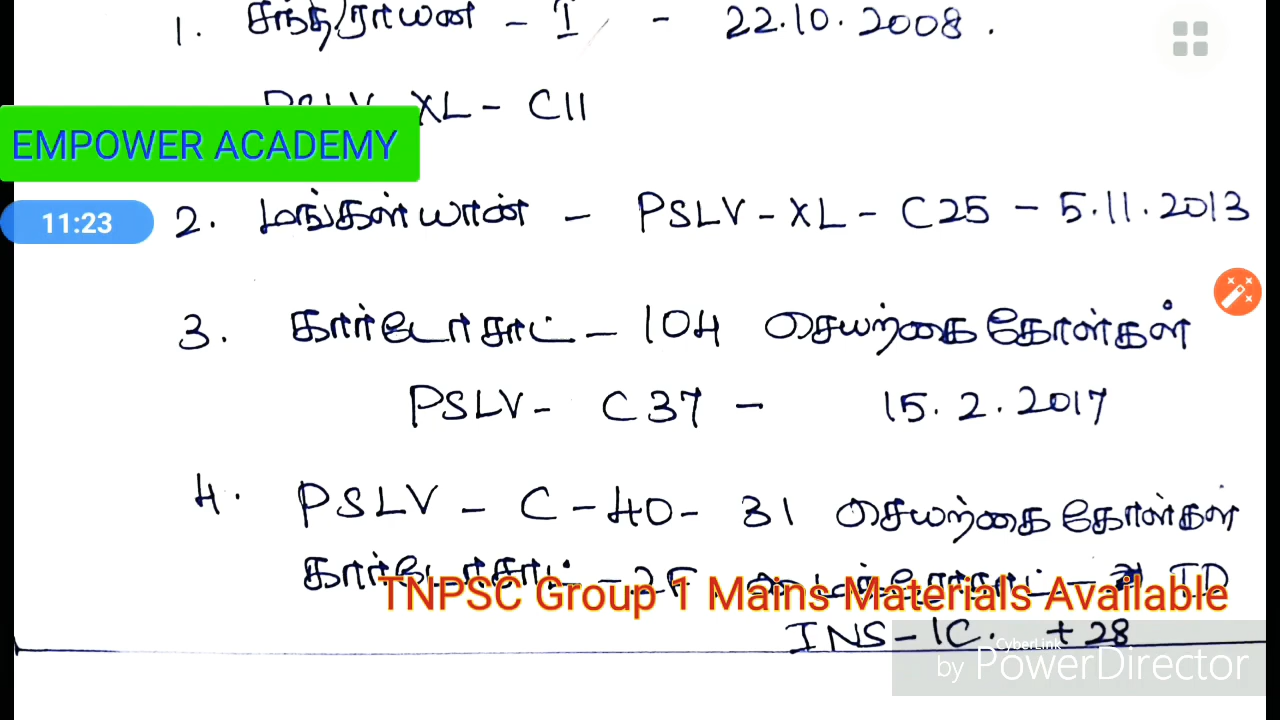 1. சந்த்ராயன் - I - 22.10.2008.
PSLV XL - C11
EMPOWER ACADEMY
11:23
2. மங்கள்யான் - PSLV - XL - C25 - 5.11.2013
3. கார்டோசாட் - 104 செயற்கை கோள்கள்
PSLV - C37 - 15.2.2017
4. PSLV - C - 40 - 31 செயற்கை கோள்கள்
கார்டோசாட் - 2F
TNPSC Group 1 Mains Materials Available
INS - 1C. + 28
CyberLink
by PowerDirector